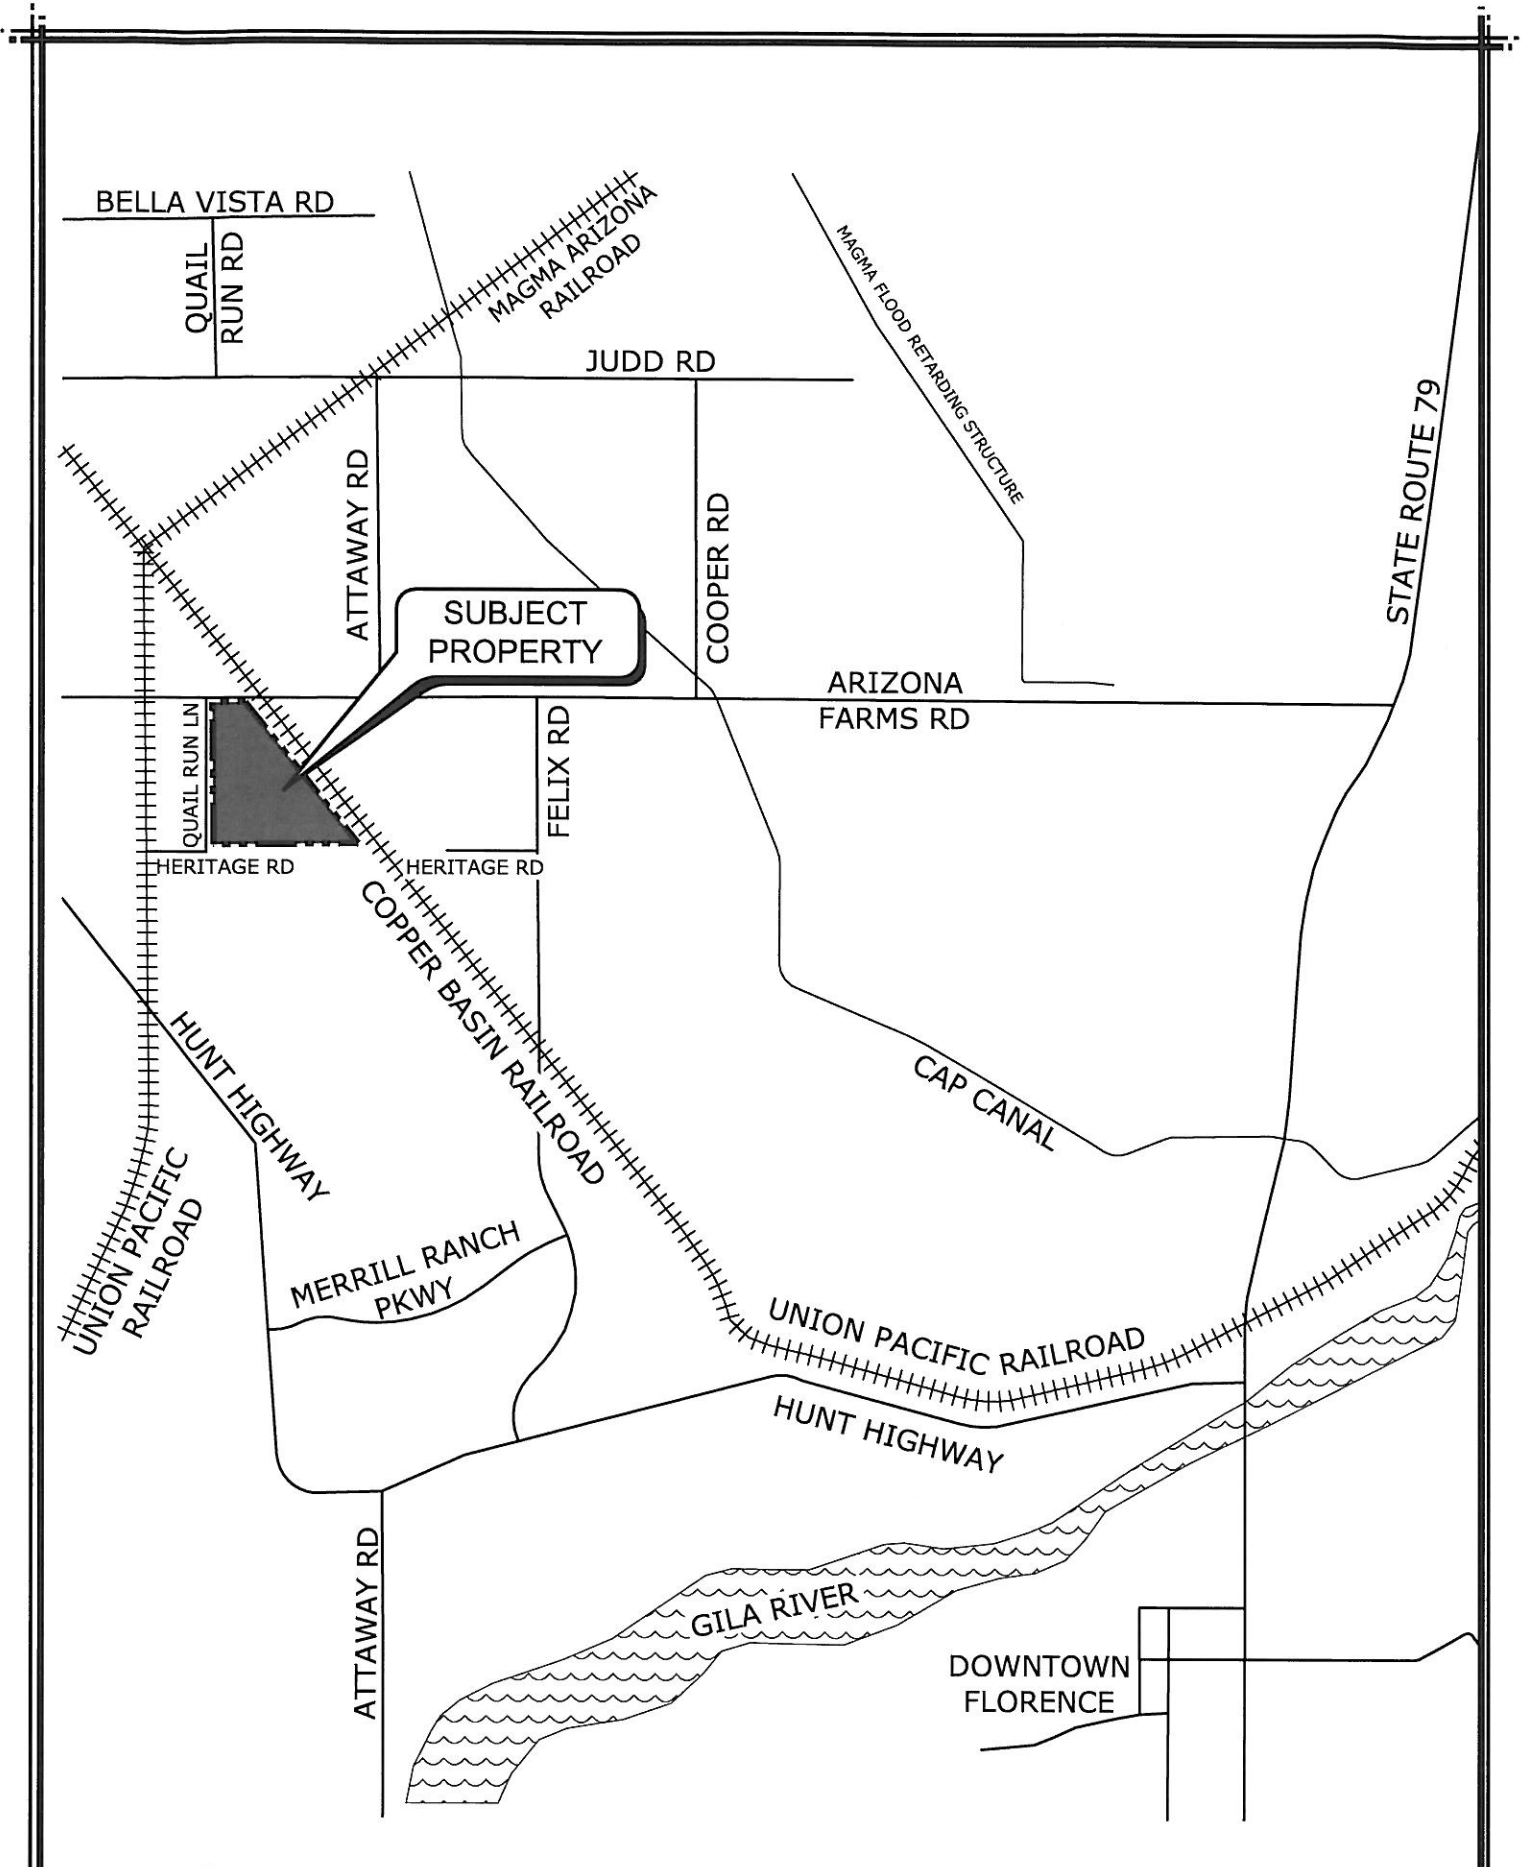 BELLA VISTA RD
QUAIL
RUN RD
MAGMA ARIZONA
RAILROAD
MAGMA FLOOD RETARDING STRUCTURE
JUDD RD
STATE ROUTE 79
ATTAWAY RD
COOPER RD
SUBJECT
PROPERTY
ARIZONA
FARMS RD
QUAIL RUN LN
FELIX RD
HERITAGE RD
HERITAGE RD
COPPER BASIN RAILROAD
HUNT HIGHWAY
CAP CANAL
UNION PACIFIC
RAILROAD
MERRILL RANCH
PKWY
UNION PACIFIC RAILROAD
HUNT HIGHWAY
ATTAWAY RD
GILA RIVER
DOWNTOWN
FLORENCE